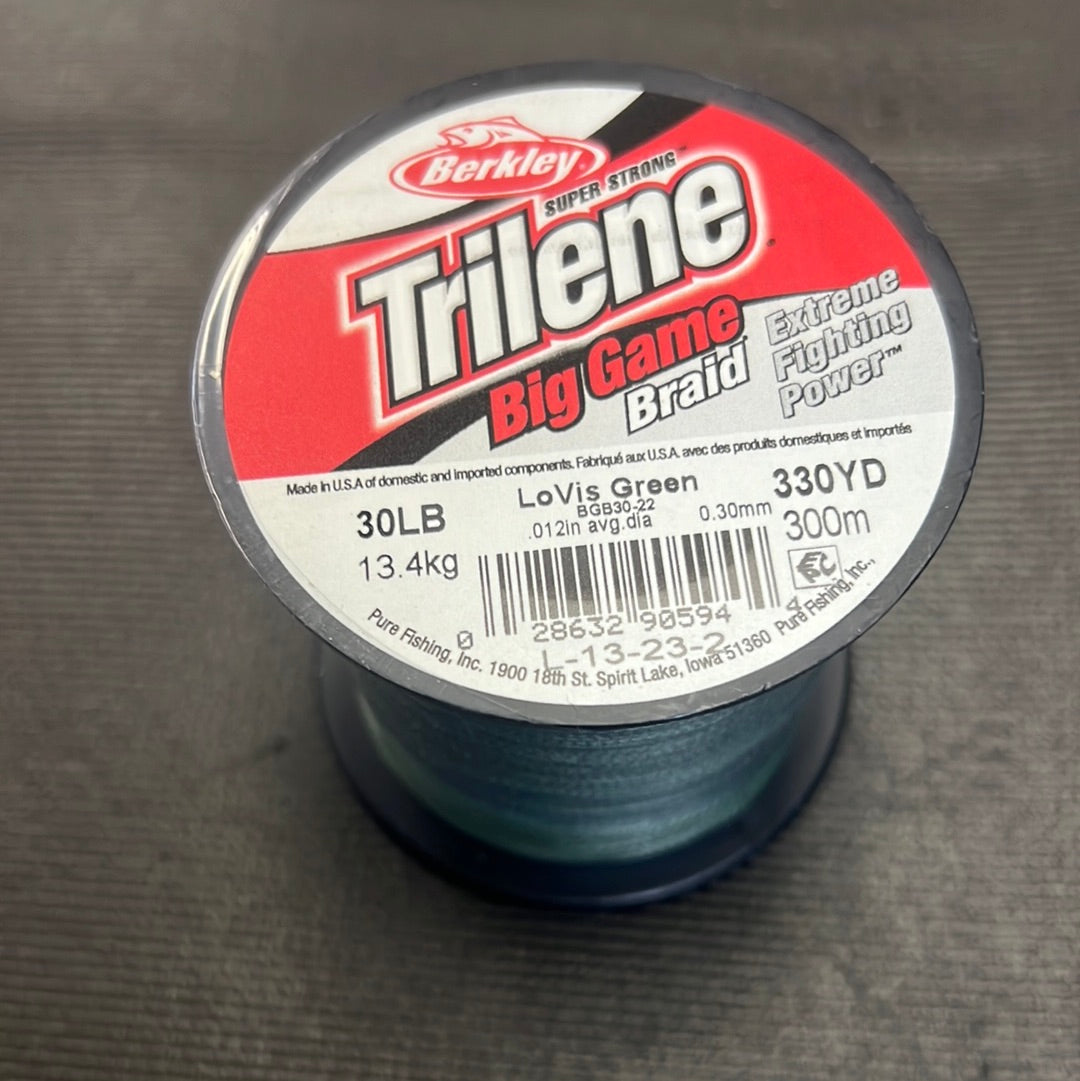 Berkley
SUPER STRONG™
Trilene®
Big Game
Braid
Extreme
Fighting
Power™
Made In U.S.A of domestic and imported components. Fabriqué aux U.S.A. avec des produits domestiques et importés
30LB
13.4kg
LoVis Green
BGB30-22
.012in avg.dia 0.30mm
330YD
300m
0 28632 90594 4
L-13-23-2
Pure Fishing, Inc. 1900 18th St. Spirit Lake, Iowa 51360 Pure Fishing, Inc.,